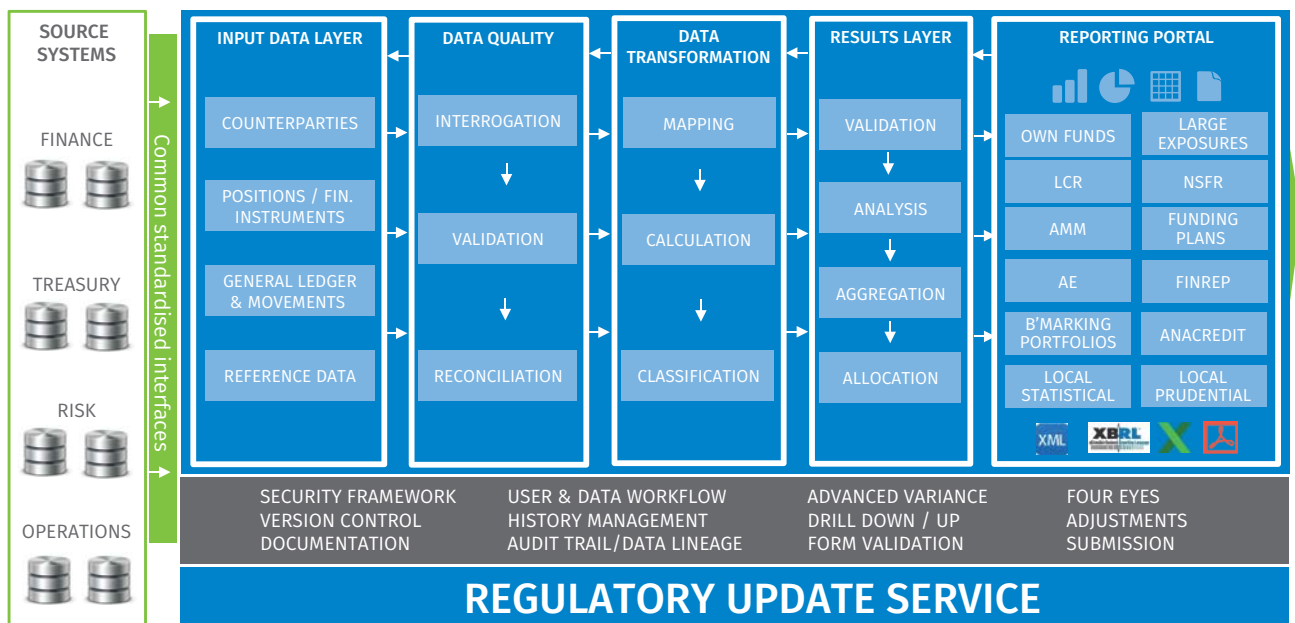 SOURCE
SYSTEMS
FINANCE
TREASURY
RISK
OPERATIONS
Common standardised interfaces
INPUT DATA LAYER
COUNTERPARTIES
POSITIONS / FIN.
INSTRUMENTS
GENERAL LEDGER
& MOVEMENTS
REFERENCE DATA
DATA QUALITY
INTERROGATION
VALIDATION
RECONCILIATION
DATA
TRANSFORMATION
MAPPING
CALCULATION
CLASSIFICATION
RESULTS LAYER
VALIDATION
ANALYSIS
AGGREGATION
ALLOCATION
REPORTING PORTAL
OWN FUNDS
LARGE
EXPOSURES
LCR
NSFR
AMM
FUNDING
PLANS
AE
FINREP
B'MARKING
PORTFOLIOS
ANACREDIT
LOCAL
STATISTICAL
LOCAL
PRUDENTIAL
XML
XBRL
SECURITY FRAMEWORK
VERSION CONTROL
DOCUMENTATION
USER & DATA WORKFLOW
HISTORY MANAGEMENT
AUDIT TRAIL/DATA LINEAGE
ADVANCED VARIANCE
DRILL DOWN / UP
FORM VALIDATION
FOUR EYES
ADJUSTMENTS
SUBMISSION
REGULATORY UPDATE SERVICE